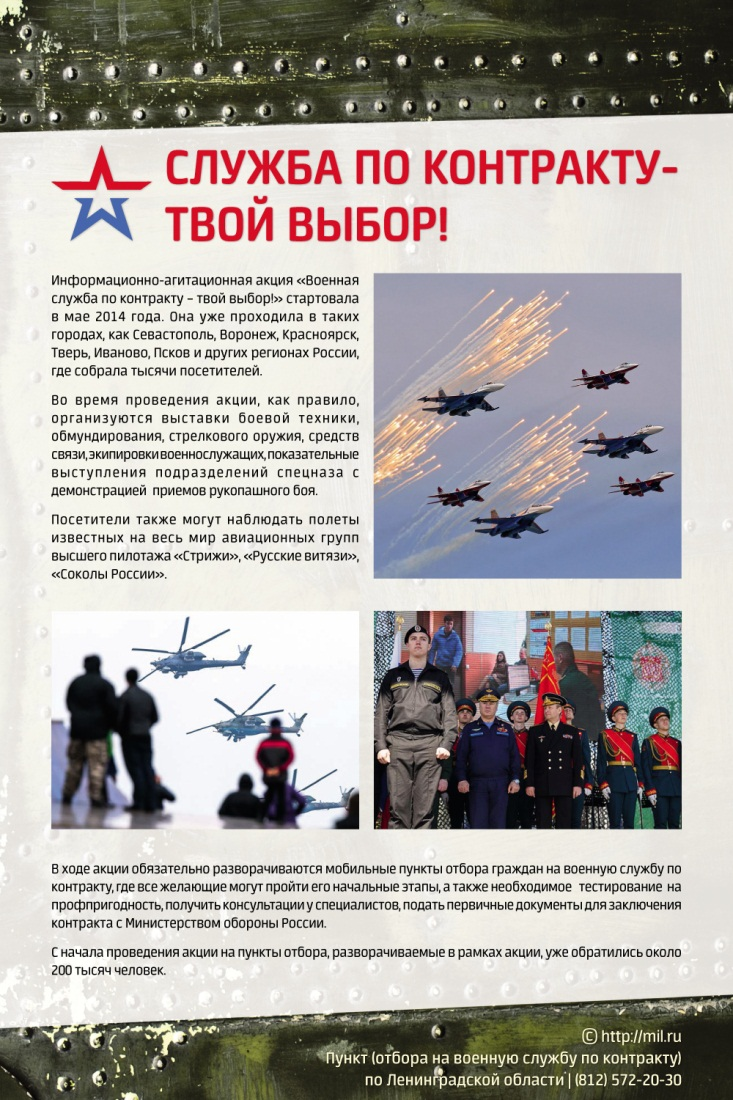 СЛУЖБА ПО КОНТРАКТУ-
ТВОЙ ВЫБОР!
Информационно-агитационная акция «Военная
служба по контракту – твой выбор!» стартовала
в мае 2014 года. Она уже проходила в таких
городах, как Севастополь, Воронеж, Красноярск,
Тверь, Иваново, Псков и других регионах России,
где собрала тысячи посетителей.
Во время проведения акции, как правило,
организуются выставки боевой техники,
обмундирования, стрелкового оружия, средств
связи, экипировки военнослужащих, показательные
выступления подразделений спецназа с
демонстрацией приемов рукопашного боя.
Посетители также могут наблюдать полеты
известных на весь мир авиационных групп
высшего пилотажа «Стрижи», «Русские витязи»,
«Соколы России».
В ходе акции обязательно разворачиваются мобильные пункты отбора граждан на военную службу по
контракту, где все желающие могут пройти его начальные этапы, а также необходимое тестирование на
профпригодность, получить консультации у специалистов, подать первичные документы для заключения
контракта с Министерством обороны России.
С начала проведения акции на пункты отбора, разворачиваемые в рамках акции, уже обратились около
200 тысяч человек.
© http://mil.ru
Пункт (отбора на военную службу по контракту)
по Ленинградской области | (812) 572-20-30